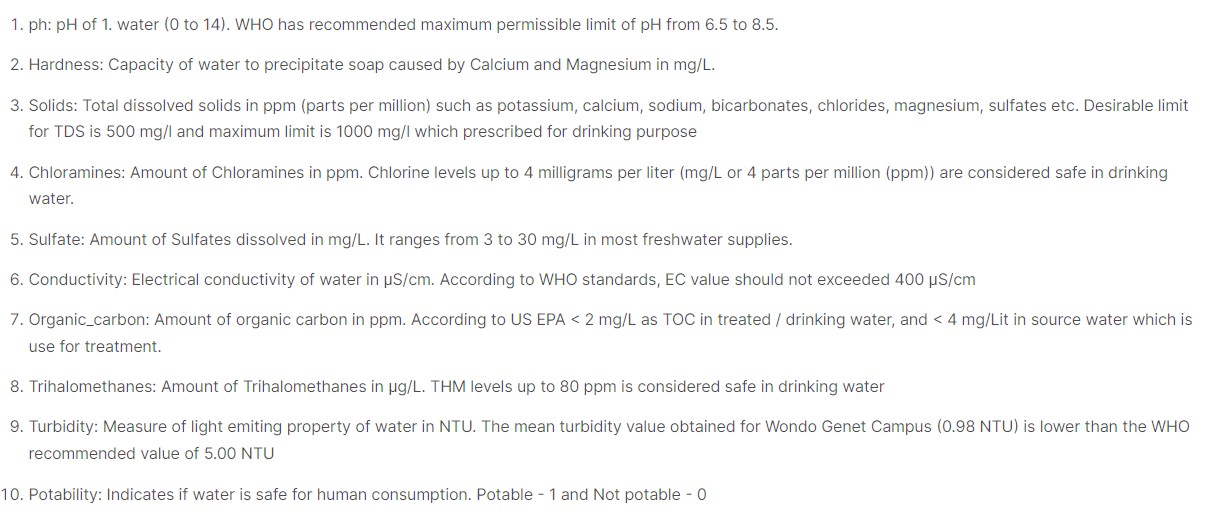 1. ph: pH of 1. water (0 to 14). WHO has recommended maximum permissible limit of pH from 6.5 to 8.5.
2. Hardness: Capacity of water to precipitate soap caused by Calcium and Magnesium in mg/L.
3. Solids: Total dissolved solids in ppm (parts per million) such as potassium, calcium, sodium, bicarbonates, chlorides, magnesium, sulfates etc. Desirable limit
for TDS is 500 mg/l and maximum limit is 1000 mg/l which prescribed for drinking purpose
4. Chloramines: Amount of Chloramines in ppm. Chlorine levels up to 4 milligrams per liter (mg/L or 4 parts per million (ppm)) are considered safe in drinking
water.
5. Sulfate: Amount of Sulfates dissolved in mg/L. It ranges from 3 to 30 mg/L in most freshwater supplies.
6. Conductivity: Electrical conductivity of water in μS/cm. According to WHO standards, EC value should not exceeded 400 μS/cm
7. Organic_carbon: Amount of organic carbon in ppm. According to US EPA < 2 mg/L as TOC in treated / drinking water, and < 4 mg/Lit in source water which is
use for treatment.
8. Trihalomethanes: Amount of Trihalomethanes in μg/L. THM levels up to 80 ppm is considered safe in drinking water
9. Turbidity: Measure of light emiting property of water in NTU. The mean turbidity value obtained for Wondo Genet Campus (0.98 NTU) is lower than the WHO
recommended value of 5.00 NTU
10. Potability: Indicates if water is safe for human consumption. Potable - 1 and Not potable - 0